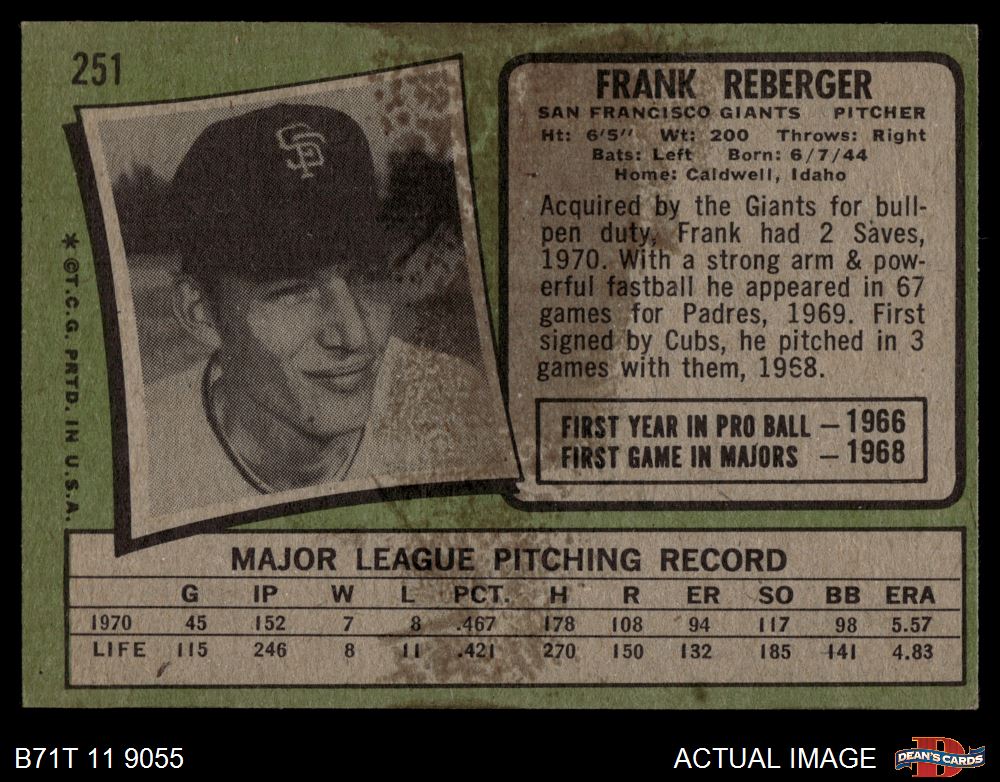 251
SF
FRANK REBERGER
SAN FRANCISCO GIANTS PITCHER
Ht: 6'5" Wt: 200 Throws: Right
Bats: Left Born: 6/7/44
Home: Caldwell, Idaho
Acquired by the Giants for bull-
pen duty, Frank had 2 Saves,
1970. With a strong arm & pow-
erful fastball he appeared in 67
games for Padres, 1969. First
signed by Cubs, he pitched in 3
games with them, 1968.
FIRST YEAR IN PRO BALL — 1966
FIRST GAME IN MAJORS — 1968
* ©T.C.G. PRTD. IN U.S.A.
MAJOR LEAGUE PITCHING RECORD
G IP W L PCT. H R ER SO BB ERA
1970 45 152 7 8 .467 178 108 94 117 98 5.57
LIFE 115 246 8 11 .421 270 150 132 185 141 4.83
B71T 11 9055
ACTUAL IMAGE
D
DEAN'S CARDS